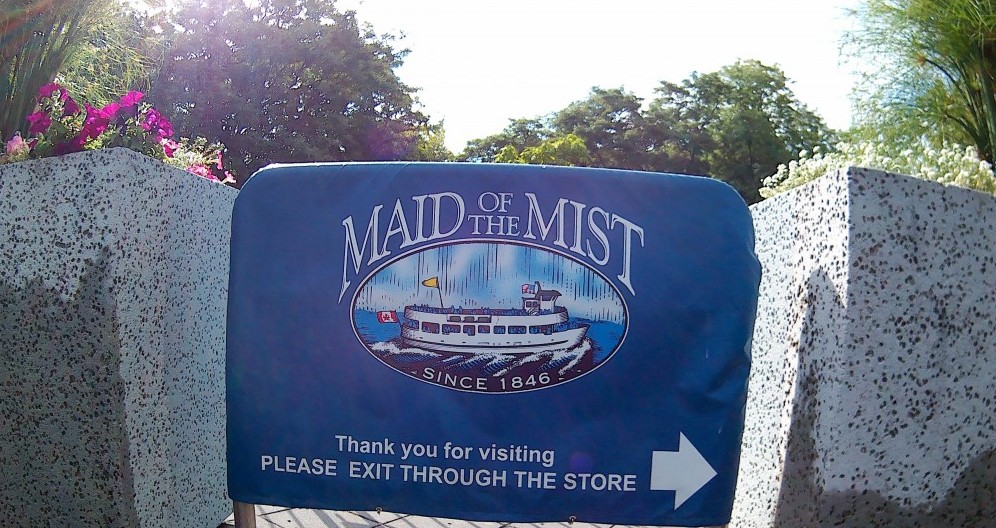 MAID OF THE MIST
SINCE 1846
Thank you for visiting
PLEASE EXIT THROUGH THE STORE